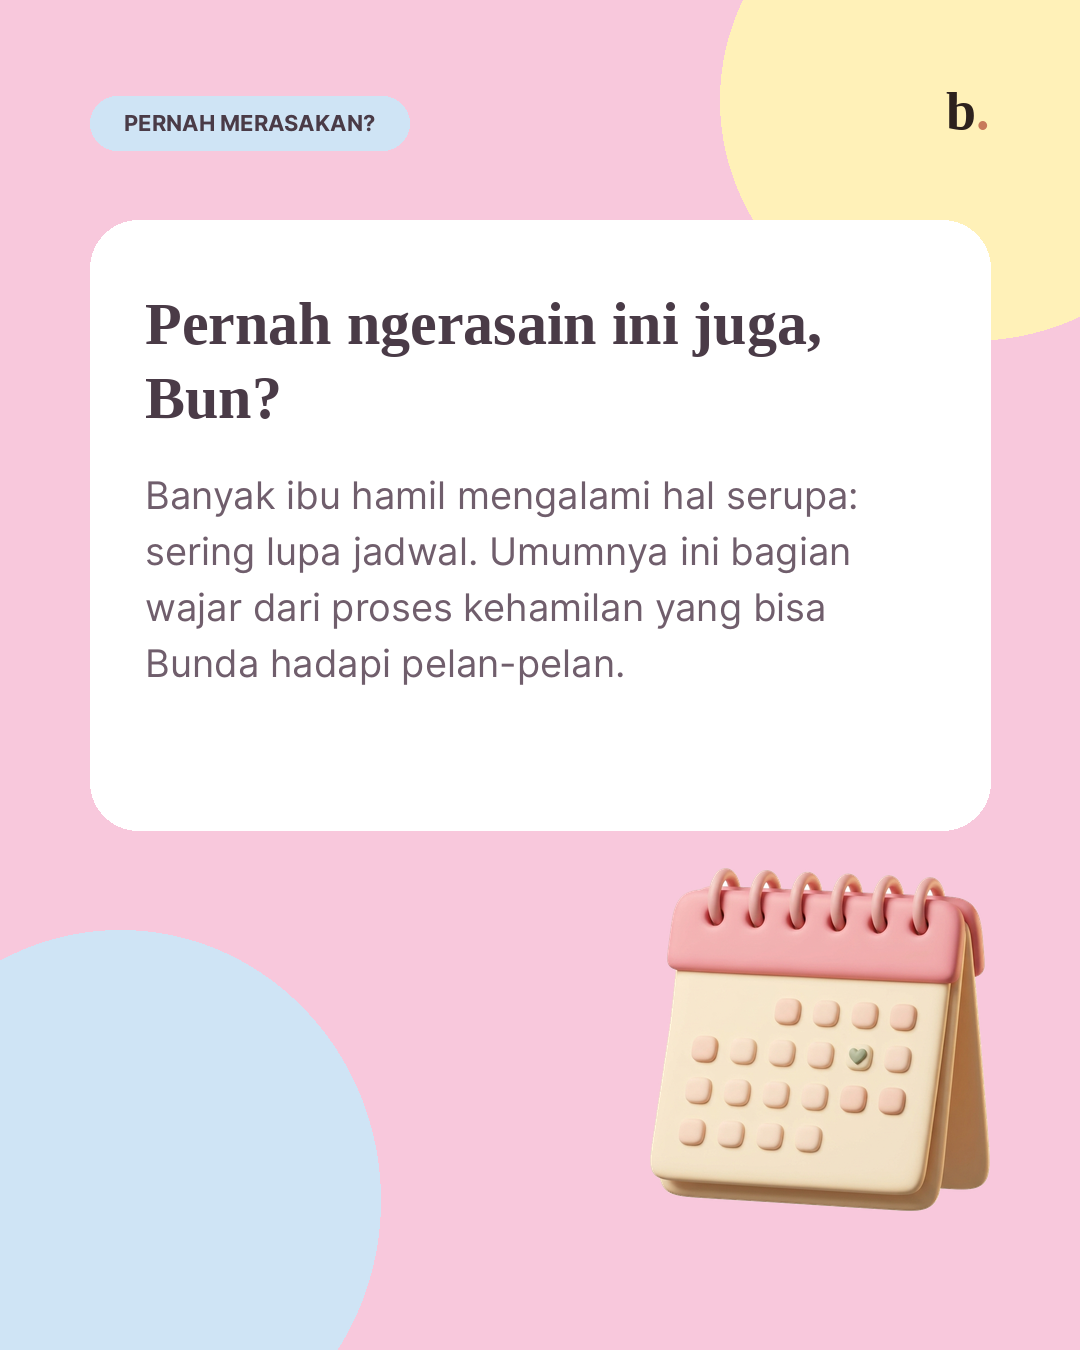 PERNAH MERASAKAN?
b.
Pernah ngerasain ini juga,
Bun?
Banyak ibu hamil mengalami hal serupa:
sering lupa jadwal. Umumnya ini bagian
wajar dari proses kehamilan yang bisa
Bunda hadapi pelan-pelan.